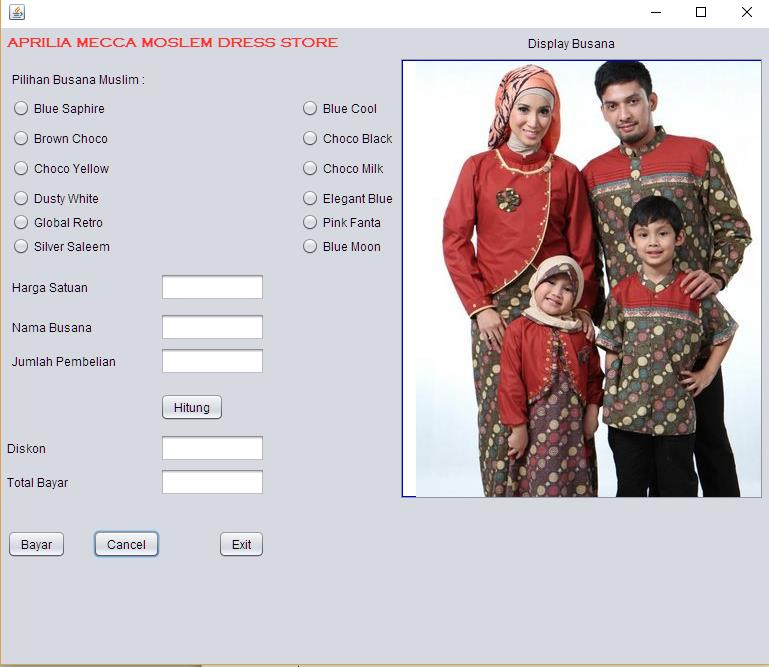 APRILIA MECCA MOSLEM DRESS STORE
Display Busana
Pilihan Busana Muslim :
Blue Saphire
Blue Cool
Brown Choco
Choco Black
Choco Yellow
Choco Milk
Dusty White
Elegant Blue
Global Retro
Pink Fanta
Silver Saleem
Blue Moon
Harga Satuan
Nama Busana
Jumlah Pembelian
Hitung
Diskon
Total Bayar
Bayar
Cancel
Exit